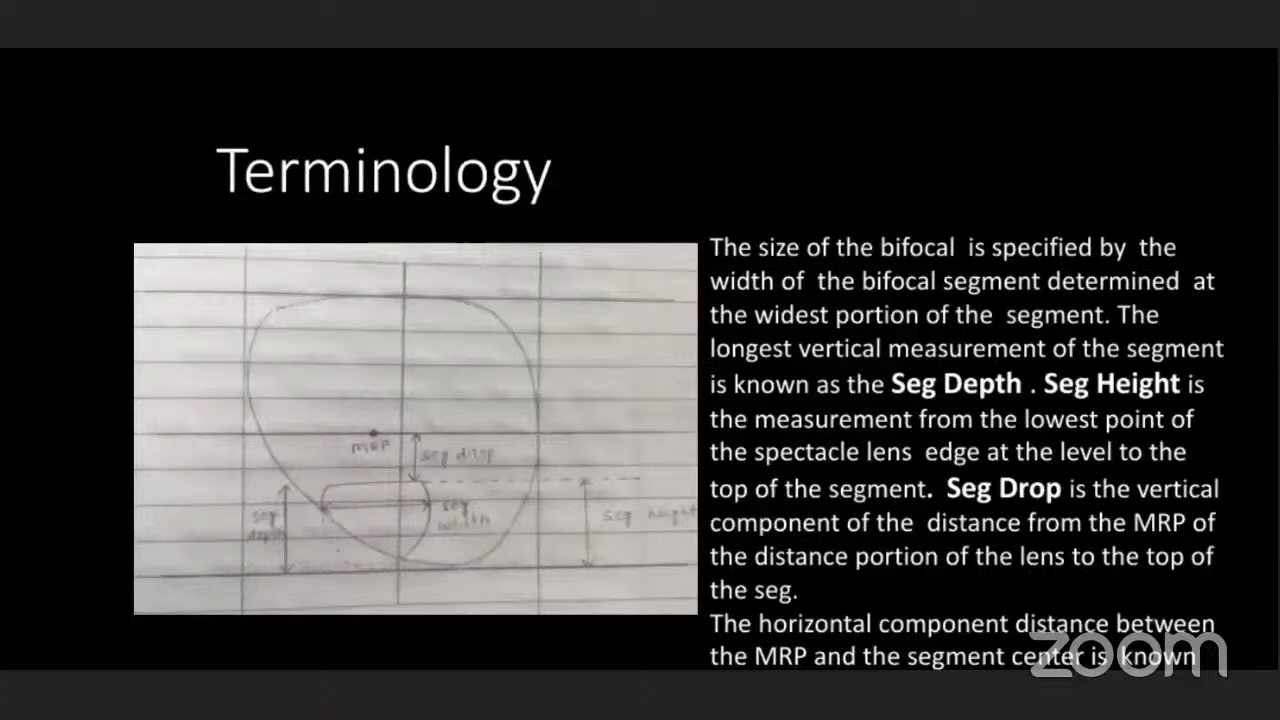 Terminology
The size of the bifocal is specified by the
width of the bifocal segment determined at
the widest portion of the segment. The
longest vertical measurement of the segment
is known as the Seg Depth . Seg Height is
the measurement from the lowest point of
the spectacle lens edge at the level to the
top of the segment. Seg Drop is the vertical
component of the distance from the MRP of
the distance portion of the lens to the top of
the seg.
The horizontal component distance between
the MRP and the segment center is known
MRP
seg drop
seg
width
seg
depth
seg height
zoom